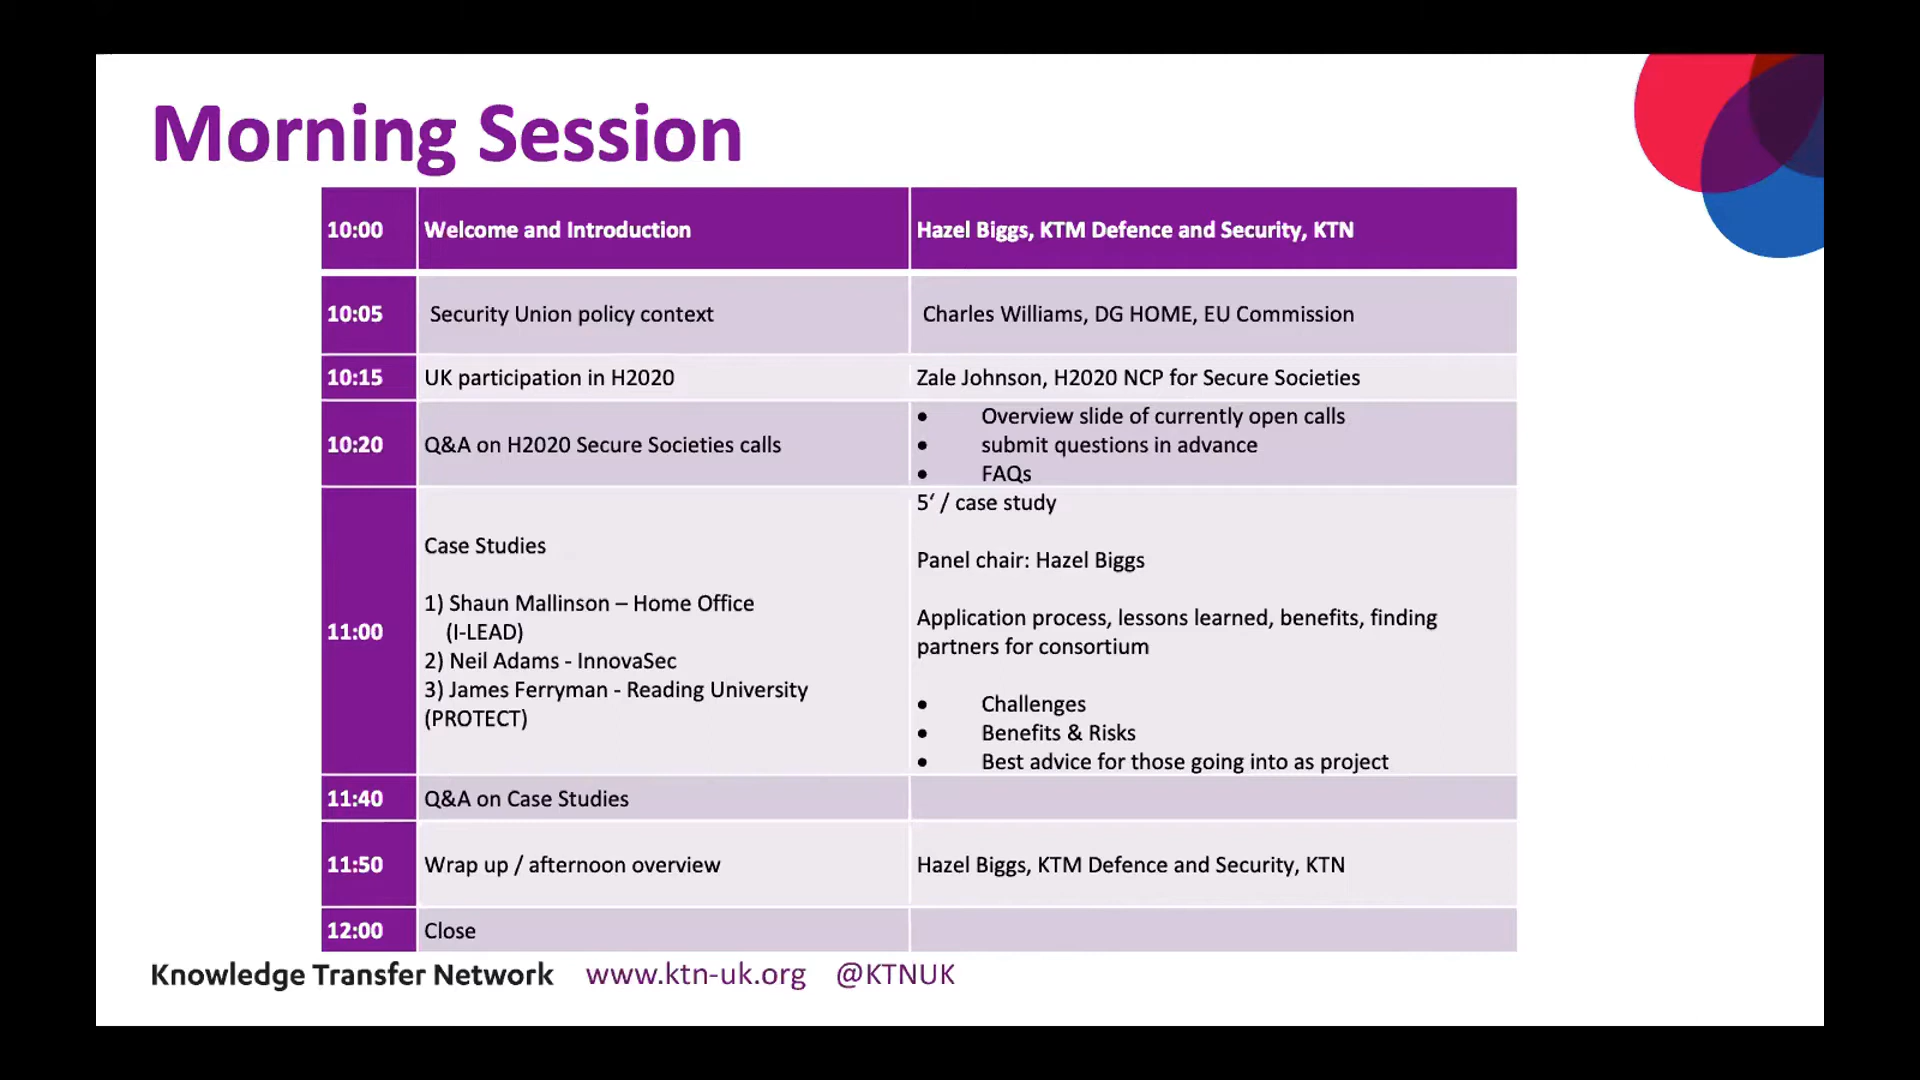 Morning Session
10:00 Welcome and Introduction Hazel Biggs, KTM Defence and Security, KTN
10:05 Security Union policy context Charles Williams, DG HOME, EU Commission
10:15 UK participation in H2020 Zale Johnson, H2020 NCP for Secure Societies
10:20 Q&A on H2020 Secure Societies calls
• Overview slide of currently open calls
• submit questions in advance
• FAQs
11:00
Case Studies
1) Shaun Mallinson – Home Office
(I-LEAD)
2) Neil Adams - InnovaSec
3) James Ferryman - Reading University
(PROTECT)
5‘ / case study
Panel chair: Hazel Biggs
Application process, lessons learned, benefits, finding
partners for consortium
• Challenges
• Benefits & Risks
• Best advice for those going into as project
11:40 Q&A on Case Studies
11:50 Wrap up / afternoon overview Hazel Biggs, KTM Defence and Security, KTN
12:00 Close
Knowledge Transfer Network www.ktn-uk.org @KTNUK